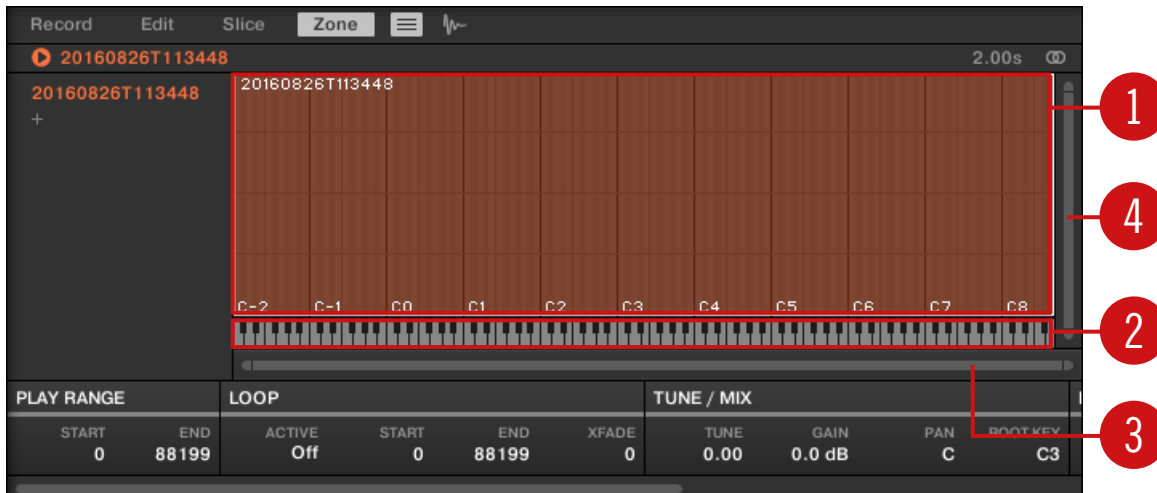 Record Edit Slice Zone
20160826T113448 2.00s
20160826T113448
+
20160826T113448
1
4
C-2 C-1 C0 C1 C2 C3 C4 C5 C6 C7 C8
2
PLAY RANGE LOOP TUNE / MIX
START END ACTIVE START END XFADE TUNE GAIN PAN ROOT KEY
0 88199 Off 0 88199 0 0.00 0.0 dB C C3
3